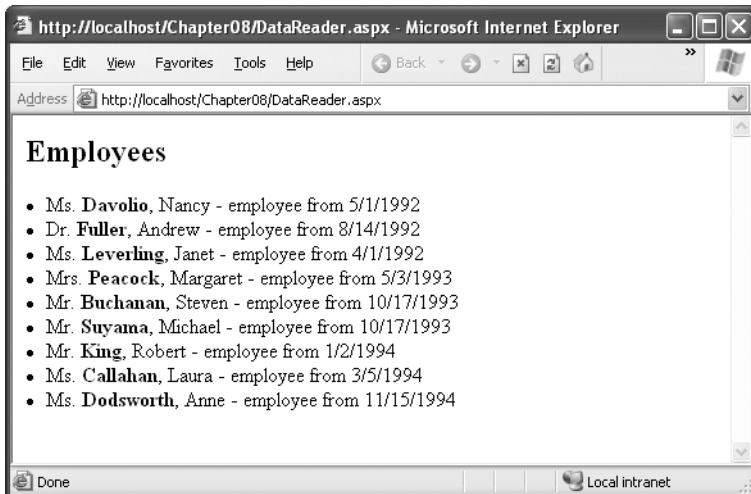 http://localhost/Chapter08/DataReader.aspx - Microsoft Internet Explorer
File Edit View Favorites Tools Help Back »
Address http://localhost/Chapter08/DataReader.aspx
Employees
• Ms. Davolio, Nancy - employee from 5/1/1992
• Dr. Fuller, Andrew - employee from 8/14/1992
• Ms. Leverling, Janet - employee from 4/1/1992
• Mrs. Peacock, Margaret - employee from 5/3/1993
• Mr. Buchanan, Steven - employee from 10/17/1993
• Mr. Suyama, Michael - employee from 10/17/1993
• Mr. King, Robert - employee from 1/2/1994
• Ms. Callahan, Laura - employee from 3/5/1994
• Ms. Dodsworth, Anne - employee from 11/15/1994
Done Local intranet